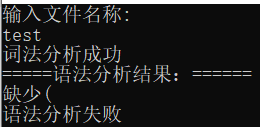 输入文件名称:
test
词法分析成功
=====语法分析结果：======
缺少(
语法分析失败